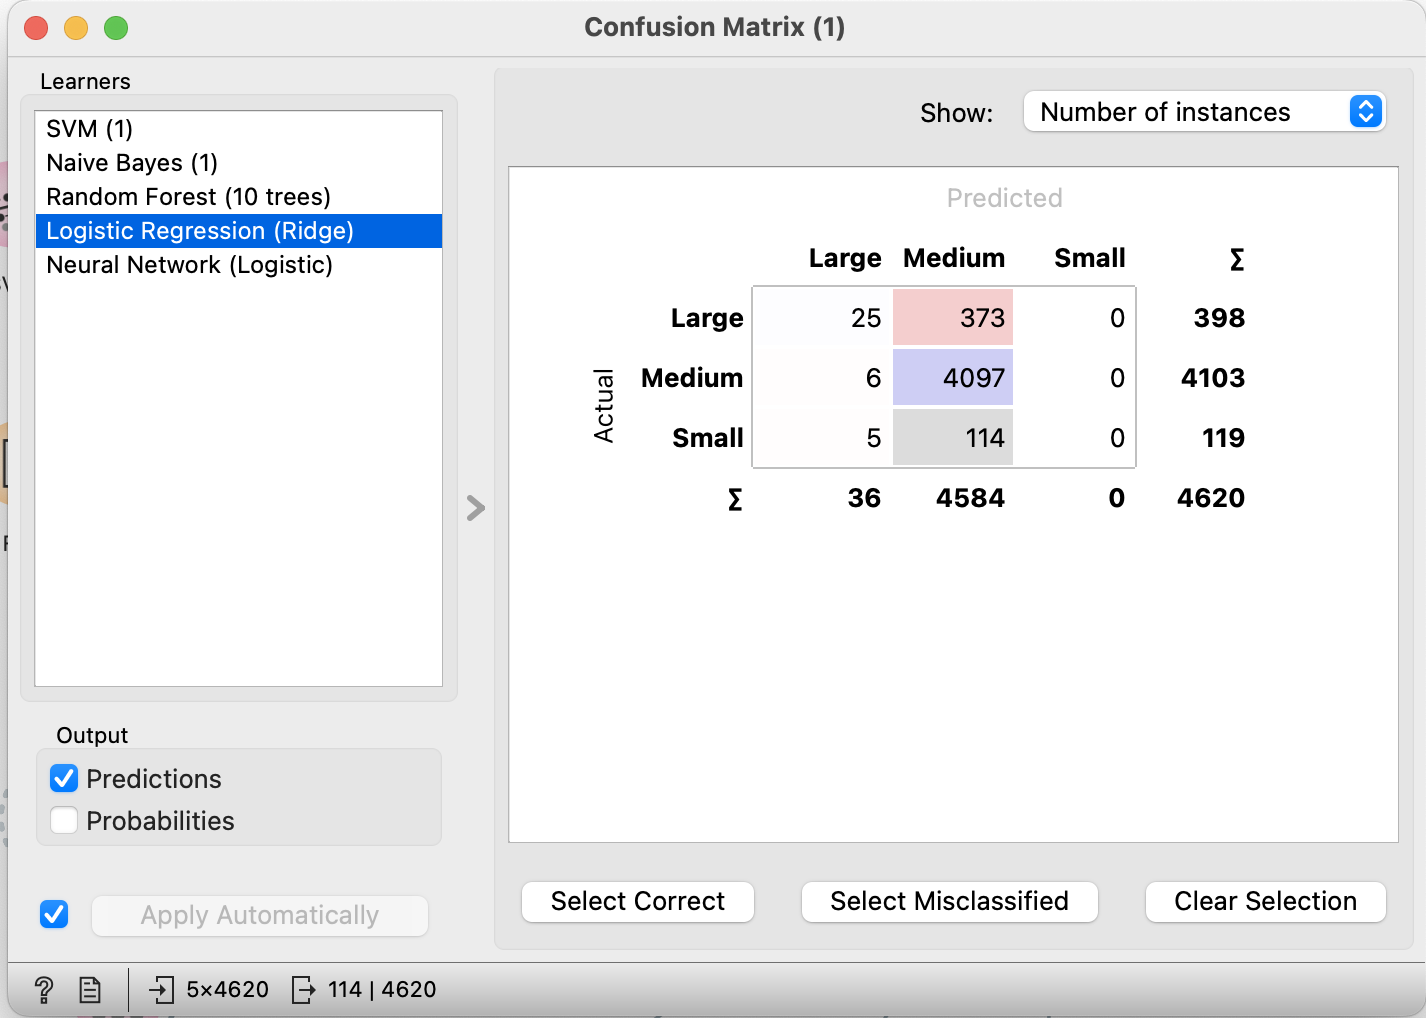 Confusion Matrix (1)
Learners
SVM (1)
Naive Bayes (1)
Random Forest (10 trees)
Logistic Regression (Ridge)
Neural Network (Logistic)
Output
Predictions
Probabilities
Apply Automatically
Show: Number of instances
Predicted
Large Medium Small Σ
Actual
Large 25 373 0 398
Medium 6 4097 0 4103
Small 5 114 0 119
Σ 36 4584 0 4620
Select Correct Select Misclassified Clear Selection
? 5×4620 114 | 4620